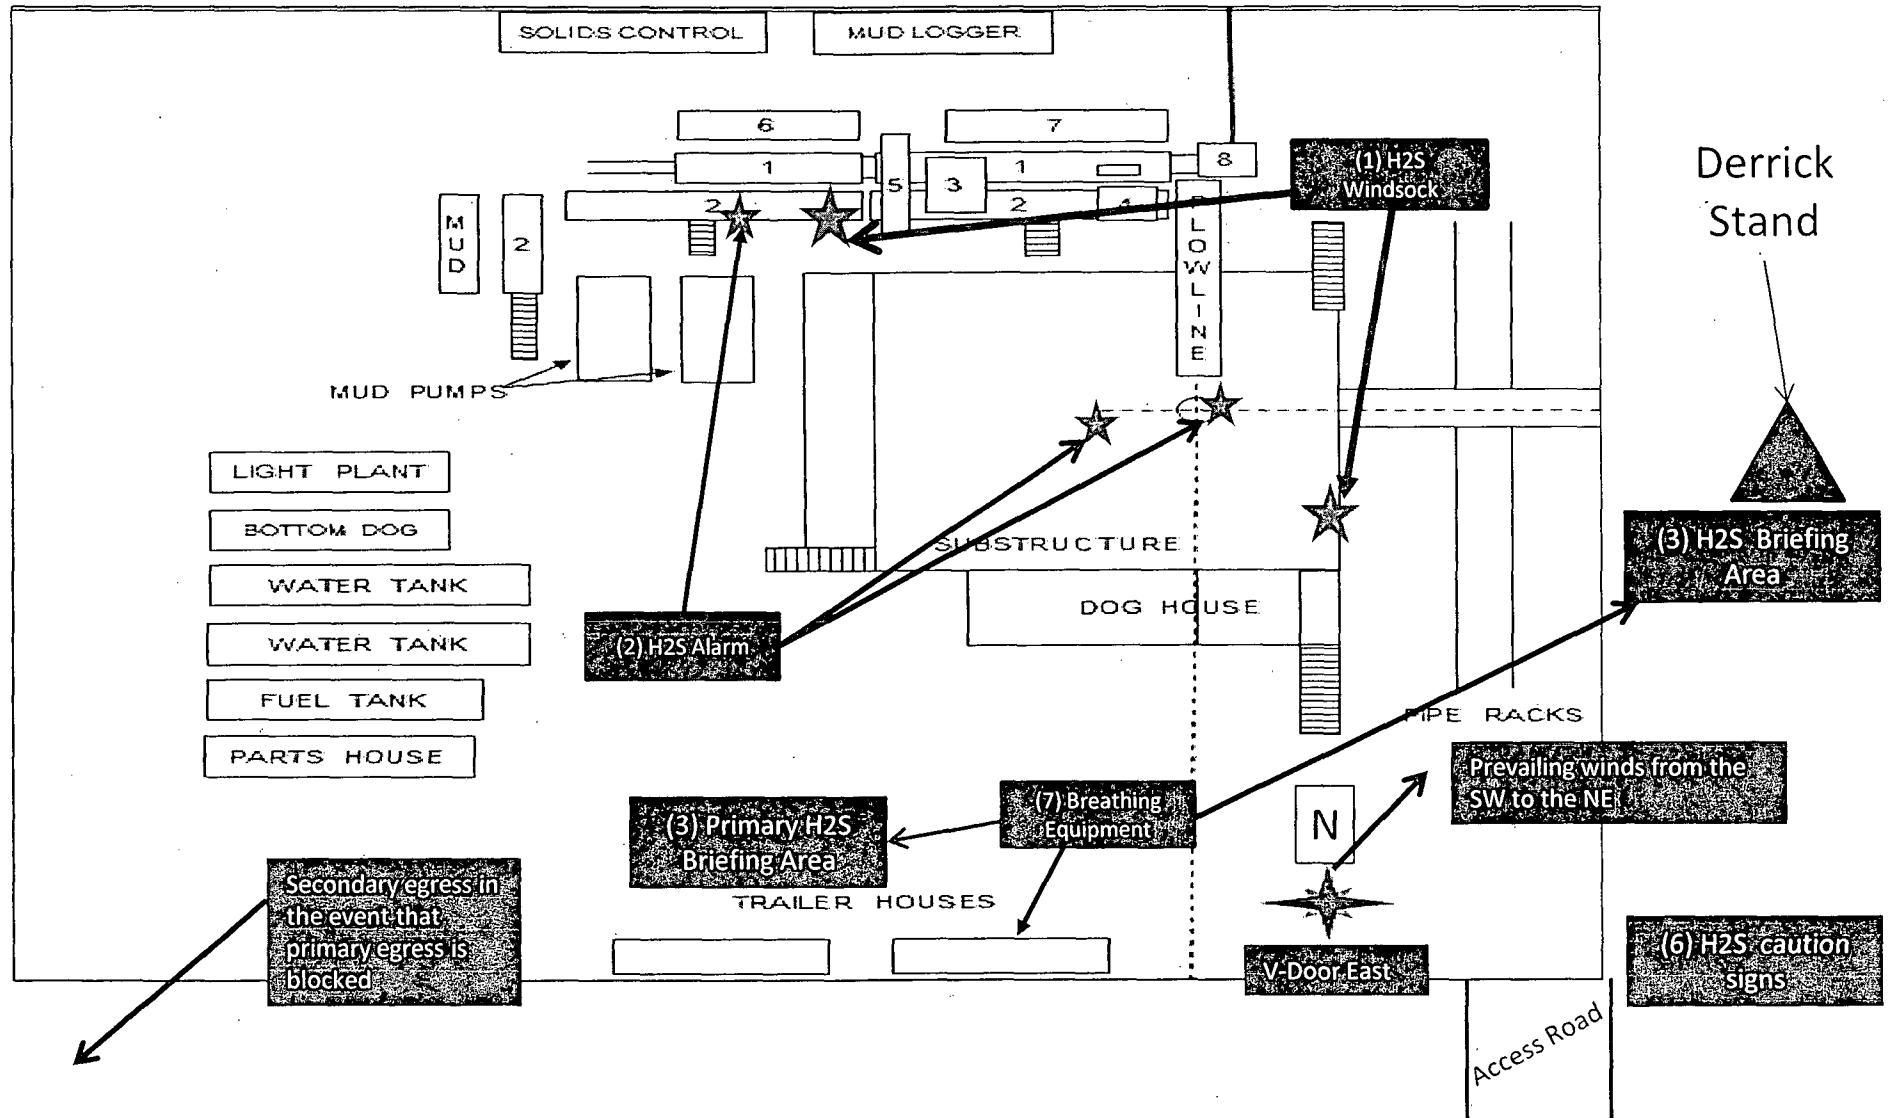 SOLIDS CONTROL
MUD LOGGER
6
7
1
1
8
5
3
2
2
4
(1) H2S
Windsock
Derrick
Stand
MUD
2
FLOWLINE
MUD PUMPS
LIGHT PLANT
BOTTOM DOG
WATER TANK
WATER TANK
FUEL TANK
PARTS HOUSE
SUBSTRUCTURE
DOG HOUSE
(2) H2S Alarm
(3) H2S Briefing
Area
PIPE RACKS
Prevailing winds from the
SW to the NE
(7) Breathing
Equipment
N
(3) Primary H2S
Briefing Area
TRAILER HOUSES
Secondary egress in
the event that
primary egress is
blocked
V-Door East
(6) H2S caution
signs
Access Road